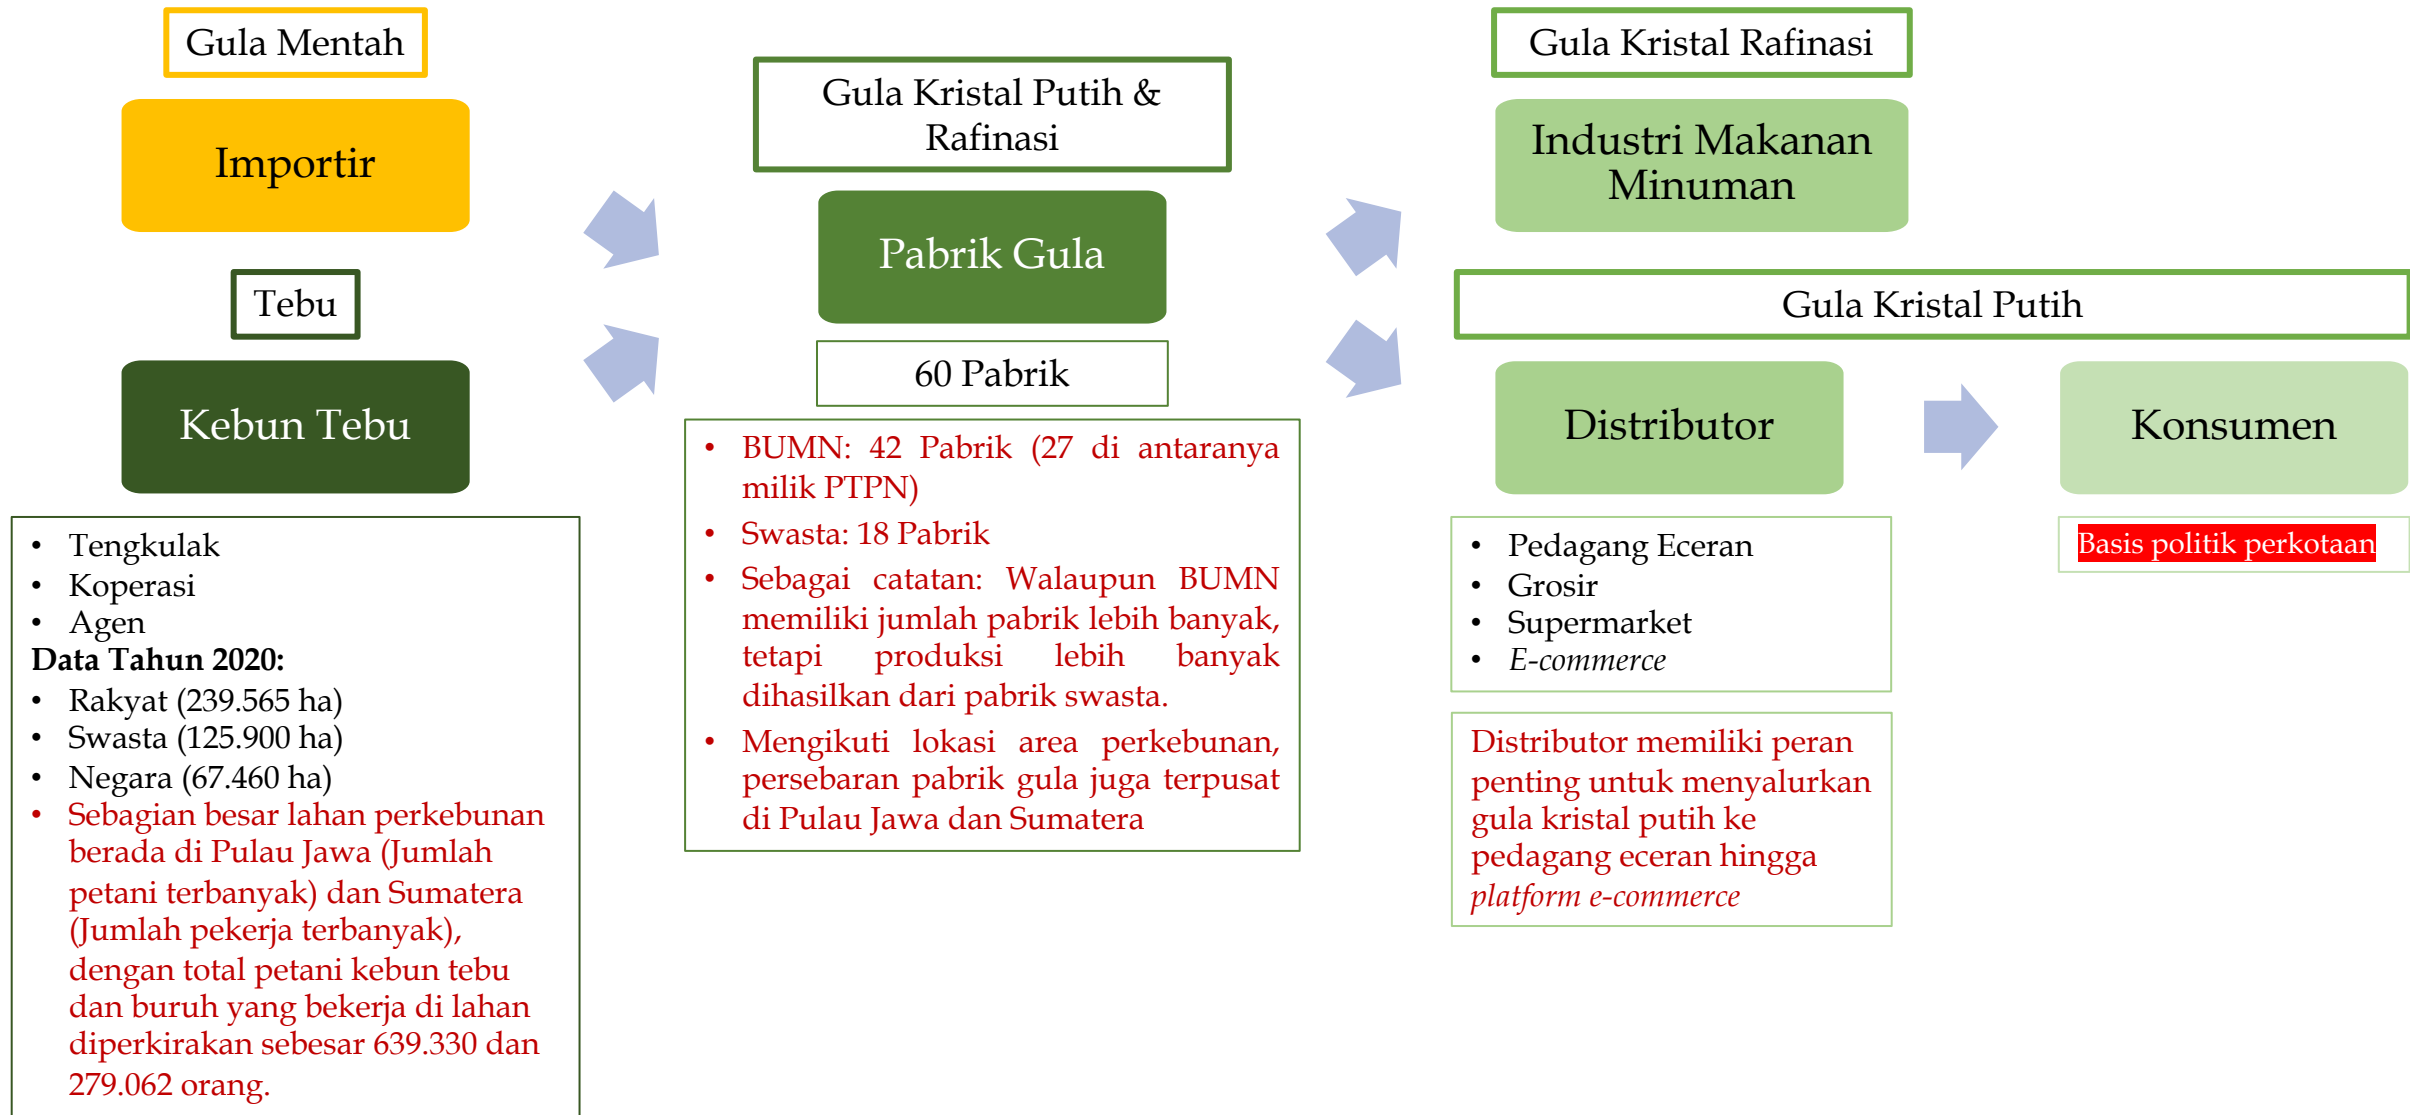 Gula Mentah
Importir
Tebu
Kebun Tebu
• Tengkulak
• Koperasi
• Agen
Data Tahun 2020:
• Rakyat (239.565 ha)
• Swasta (125.900 ha)
• Negara (67.460 ha)
• Sebagian besar lahan perkebunan
berada di Pulau Jawa (Jumlah
petani terbanyak) dan Sumatera
(Jumlah pekerja terbanyak),
dengan total petani kebun tebu
dan buruh yang bekerja di lahan
diperkirakan sebesar 639.330 dan
279.062 orang.
Gula Kristal Putih &
Rafinasi
Pabrik Gula
60 Pabrik
• BUMN: 42 Pabrik (27 di antaranya
milik PTPN)
• Swasta: 18 Pabrik
• Sebagai catatan: Walaupun BUMN
memiliki jumlah pabrik lebih banyak,
tetapi produksi lebih banyak
dihasilkan dari pabrik swasta.
• Mengikuti lokasi area perkebunan,
persebaran pabrik gula juga terpusat
di Pulau Jawa dan Sumatera
Gula Kristal Rafinasi
Industri Makanan
Minuman
Gula Kristal Putih
Distributor
• Pedagang Eceran
• Grosir
• Supermarket
• E-commerce
Distributor memiliki peran
penting untuk menyalurkan
gula kristal putih ke
pedagang eceran hingga
platform e-commerce
Konsumen
Basis politik perkotaan